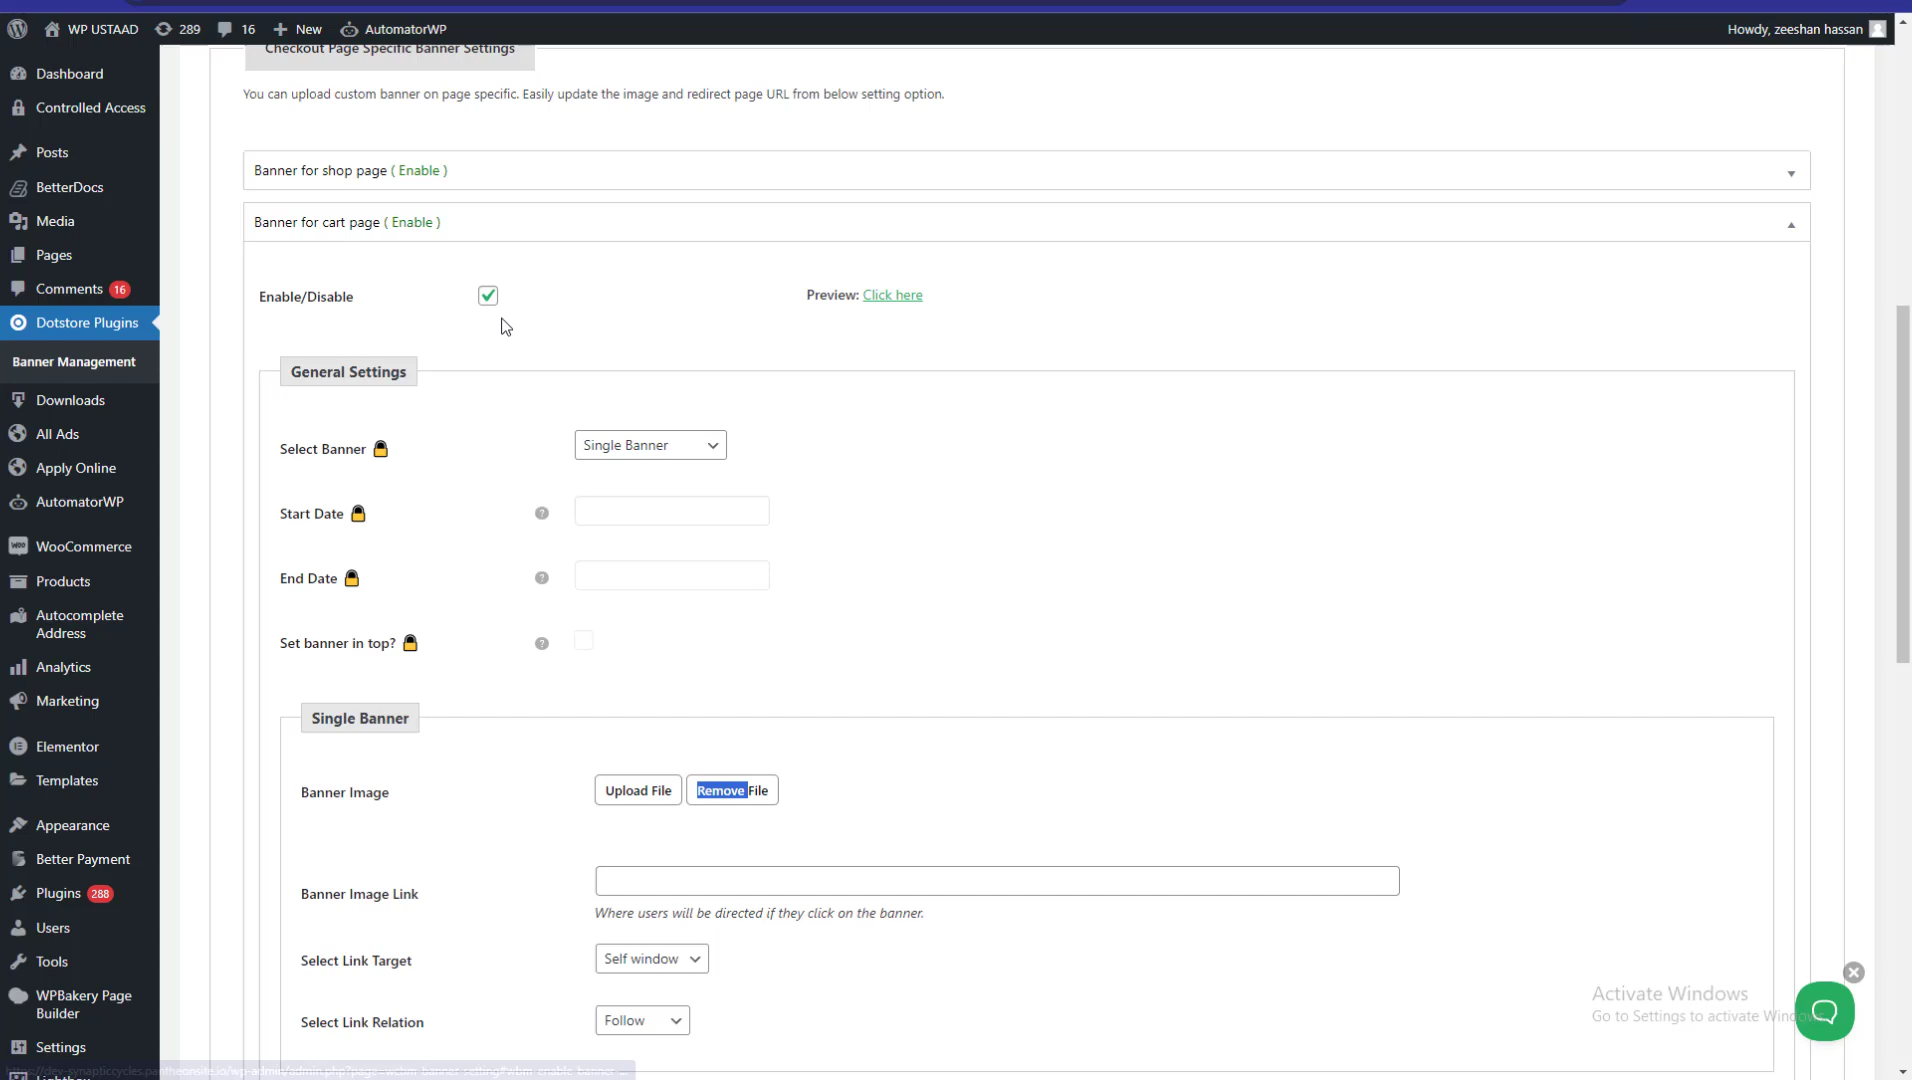 WP USTAAD
289
16
New
AutomatorWP
Howdy, zeeshan hassan
Dashboard
Controlled Access
Posts
BetterDocs
Media
Pages
Comments 16
Dotstore Plugins
Banner Management
Downloads
All Ads
Apply Online
AutomatorWP
WooCommerce
Products
Autocomplete
Address
Analytics
Marketing
Elementor
Templates
Appearance
Better Payment
Plugins 288
Users
Tools
WPBakery Page
Builder
Settings
Checkout Page Specific Banner Settings
You can upload custom banner on page specific. Easily update the image and redirect page URL from below setting option.
Banner for shop page ( Enable )
Banner for cart page ( Enable )
Enable/Disable
Preview: Click here
General Settings
Select Banner
Single Banner
Start Date
End Date
Set banner in top?
Single Banner
Banner Image
Upload File
Remove File
Banner Image Link
Where users will be directed if they click on the banner.
Select Link Target
Self window
Select Link Relation
Follow
Activate Windows
Go to Settings to activate Windows.